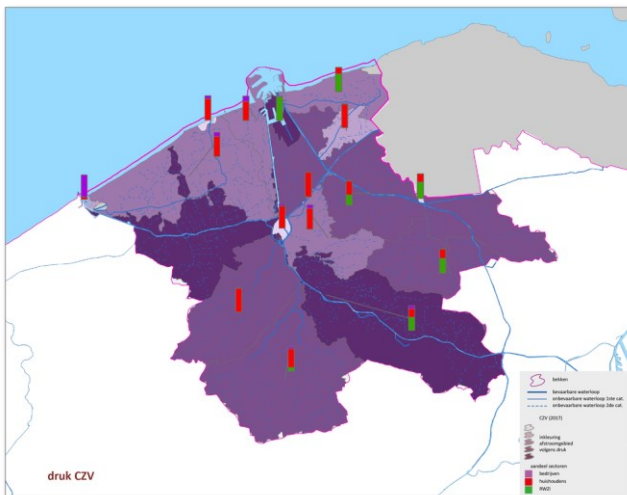 bekken
bevaarbare waterloop
onbevaarbare waterloop 1ste cat.
onbevaarbare waterloop 2de cat.
CZV (2017)
inkleuring
afstroomgebied
volgens druk
aandeel sectoren
bedrijven
huishoudens
RWZI
druk CZV